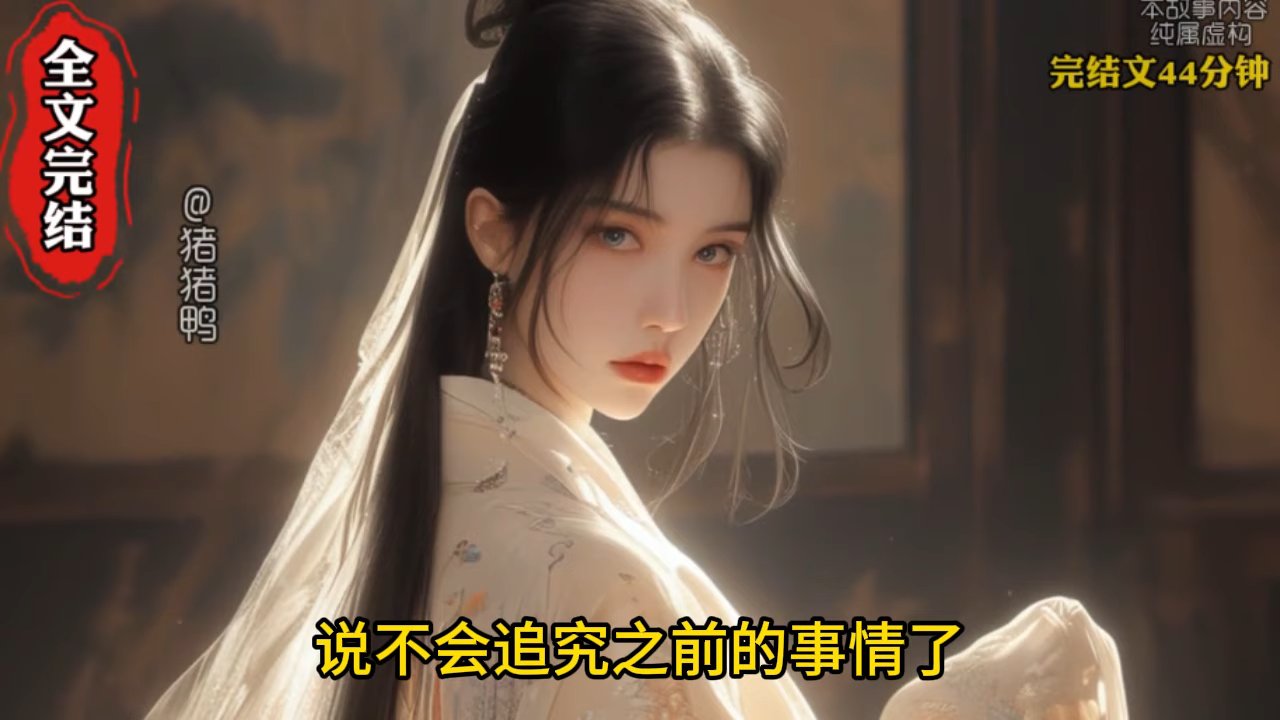 全文完结
@猪猪鸭
本故事内容
纯属虚构
完结文44分钟
说不会追究之前的事情了